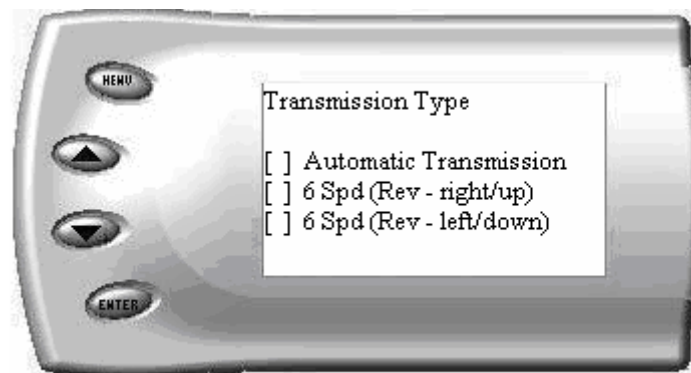 MENU
Transmission Type
[ ] Automatic Transmission
[ ] 6 Spd (Rev - right/up)
[ ] 6 Spd (Rev - left/down)
ENTER